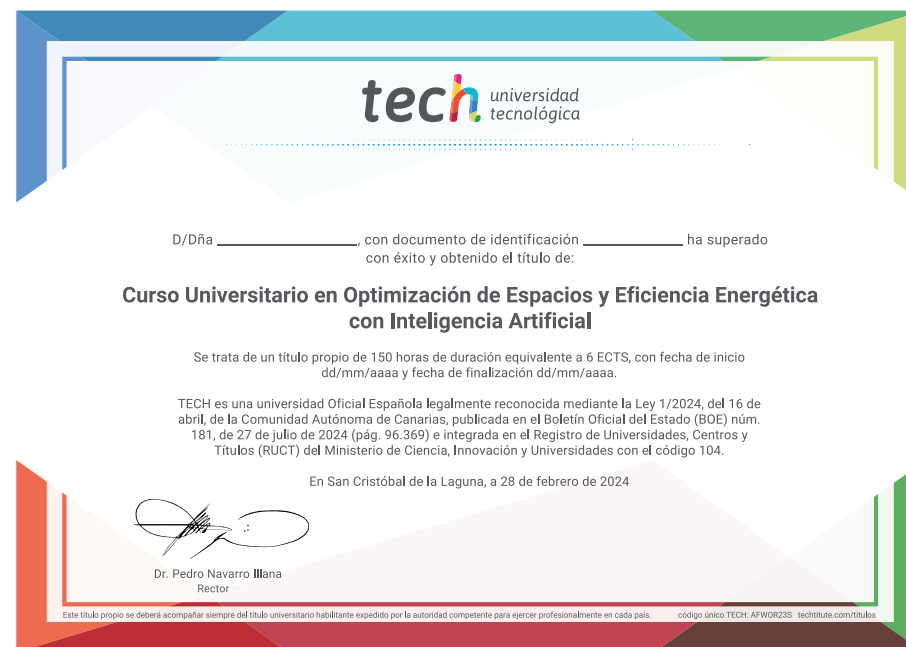 tech universidad
tecnológica
D/Dña ____________________, con documento de identificación ______________ ha superado
con éxito y obtenido el título de:
Curso Universitario en Optimización de Espacios y Eficiencia Energética
con Inteligencia Artificial
Se trata de un título propio de 150 horas de duración equivalente a 6 ECTS, con fecha de inicio
dd/mm/aaaa y fecha de finalización dd/mm/aaaa.
TECH es una universidad Oficial Española legalmente reconocida mediante la Ley 1/2024, del 16 de
abril, de la Comunidad Autónoma de Canarias, publicada en el Boletín Oficial del Estado (BOE) núm.
181, de 27 de julio de 2024 (pág. 96.369) e integrada en el Registro de Universidades, Centros y
Títulos (RUCT) del Ministerio de Ciencia, Innovación y Universidades con el código 104.
En San Cristóbal de la Laguna, a 28 de febrero de 2024
Dr. Pedro Navarro Illana
Rector
Este título propio se deberá acompañar siempre del título universitario habilitante expedido por la autoridad competente para ejercer profesionalmente en cada país. código único TECH: AFWOR23S techtitute.com/titulos